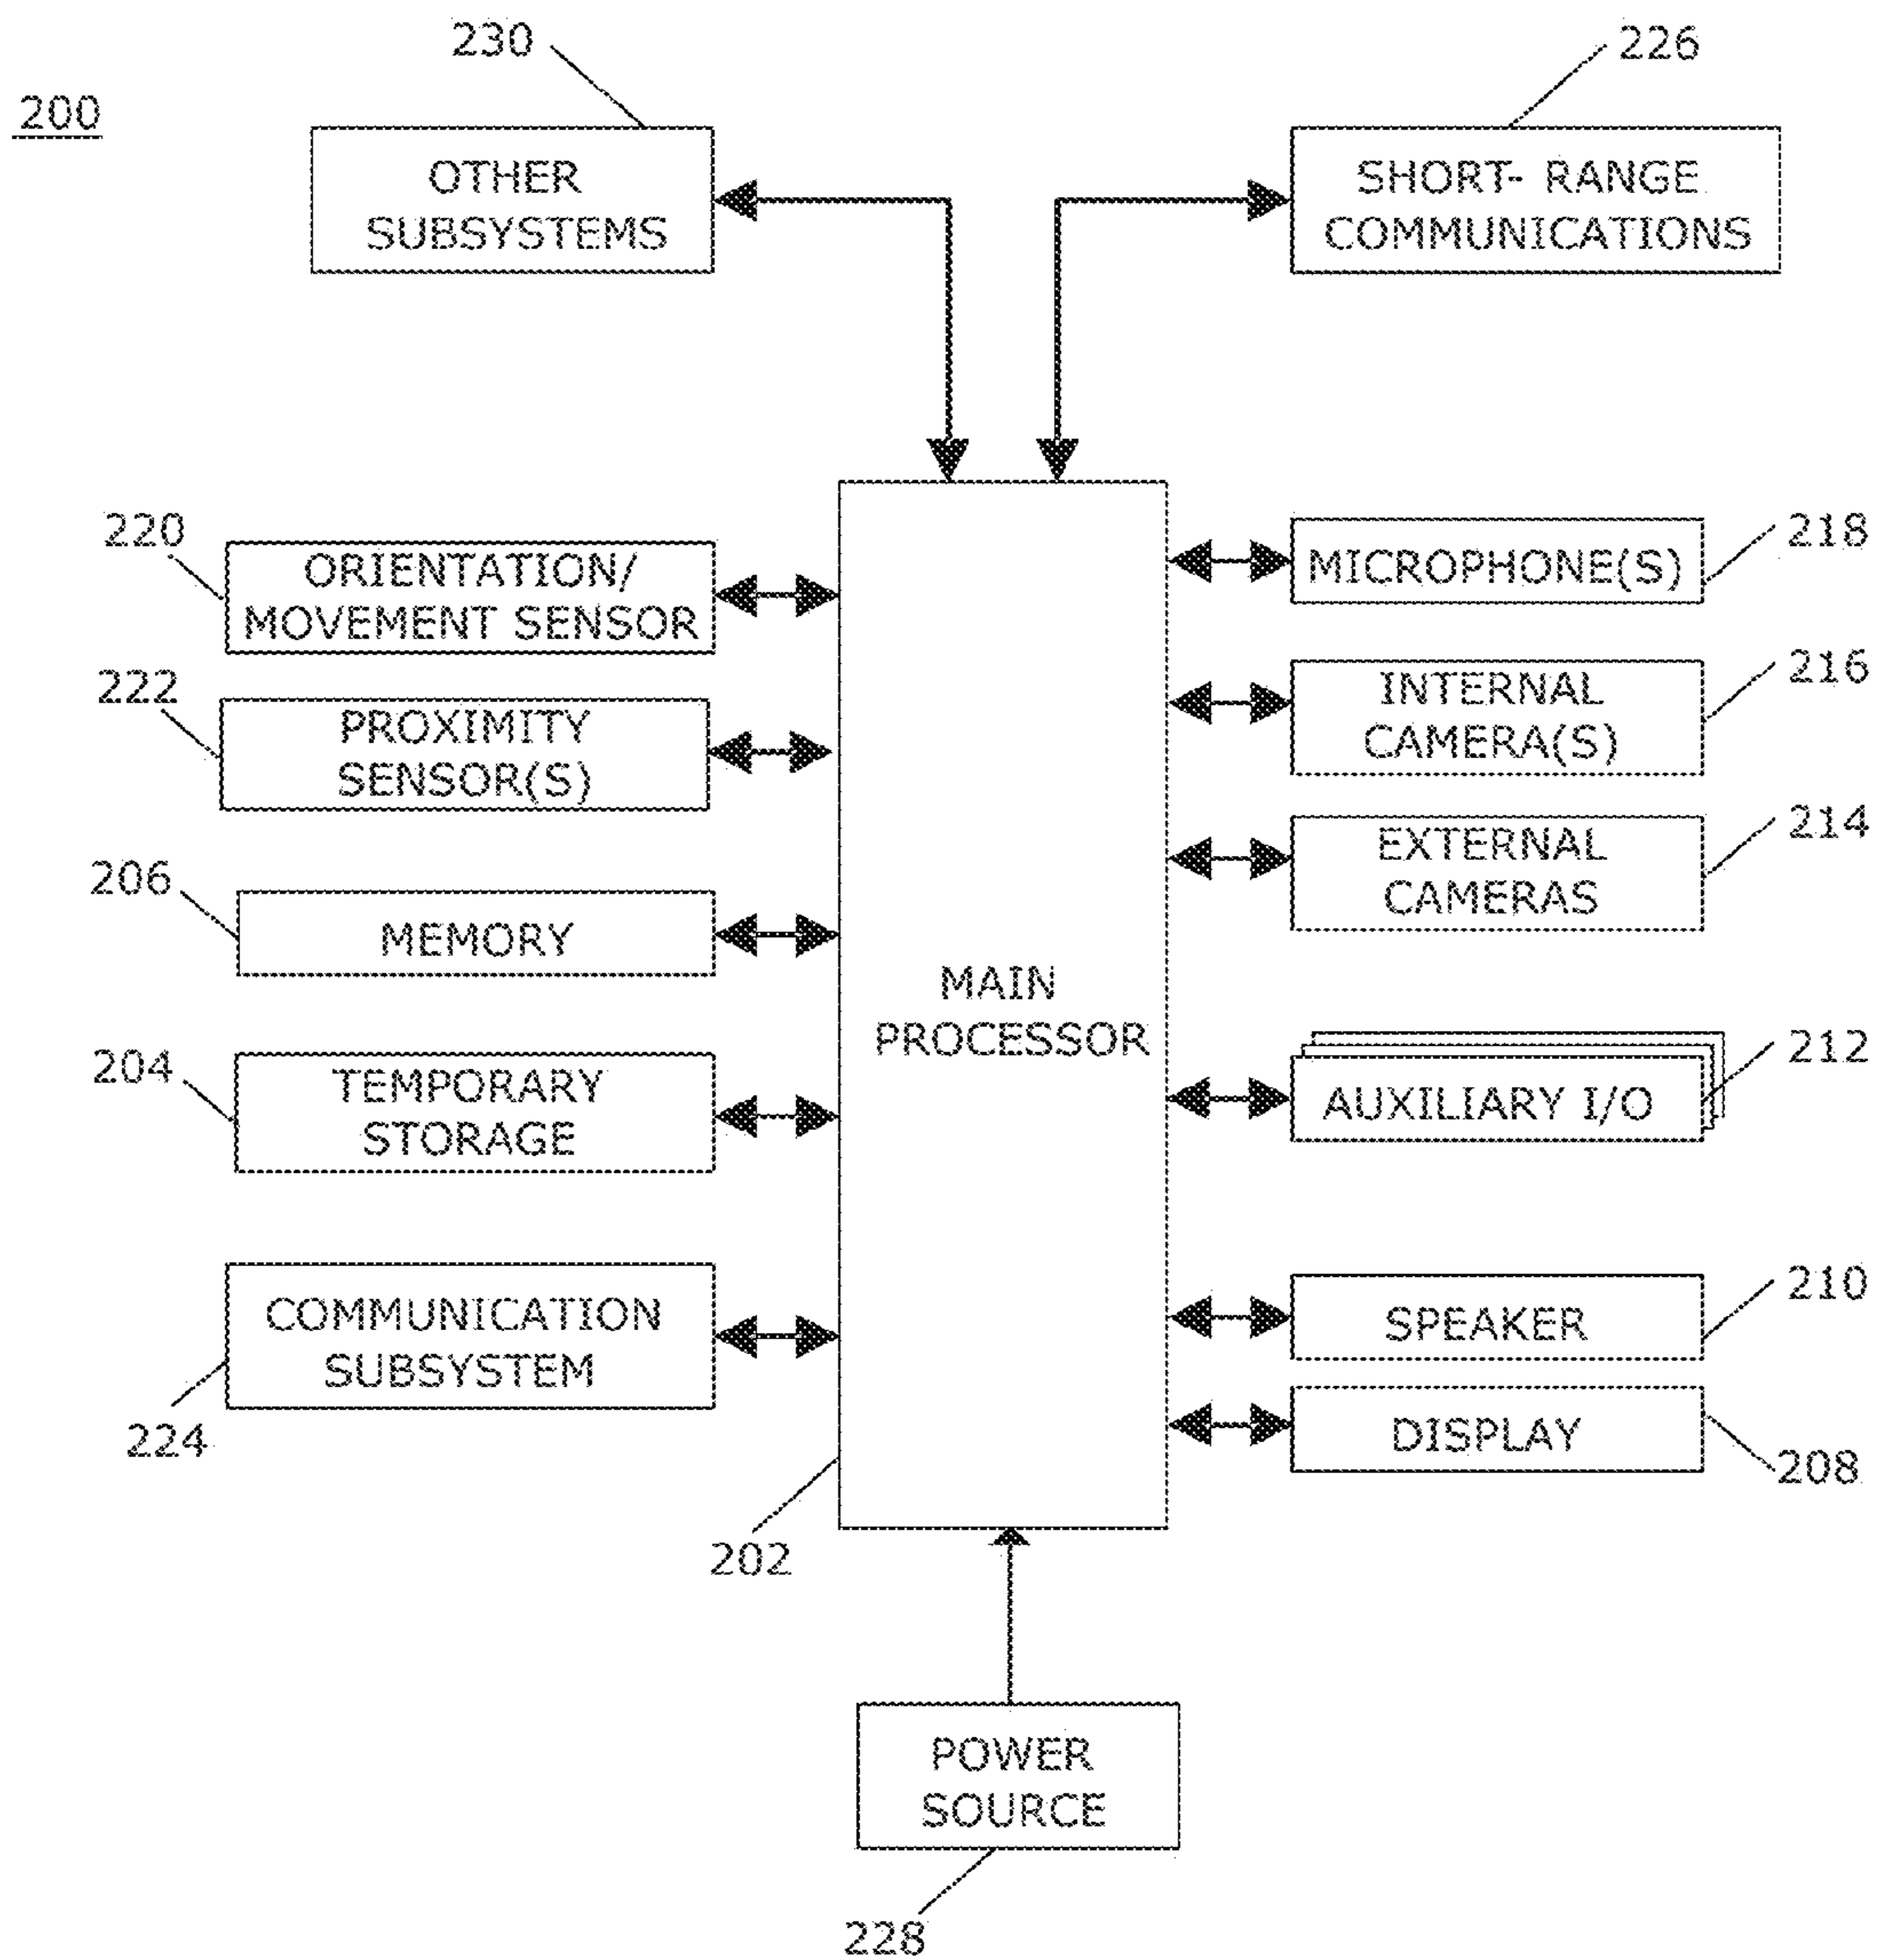 230
226
200
OTHER
SUBSYSTEMS
SHORT- RANGE
COMMUNICATIONS
220
ORIENTATION/
MOVEMENT SENSOR
222
PROXIMITY
SENSOR(S)
206
MEMORY
204
TEMPORARY
STORAGE
COMMUNICATION
SUBSYSTEM
224
MAIN
PROCESSOR
202
218
MICROPHONE(S)
216
INTERNAL
CAMERA(S)
214
EXTERNAL
CAMERAS
212
AUXILIARY I/O
210
SPEAKER
DISPLAY
208
POWER
SOURCE
228